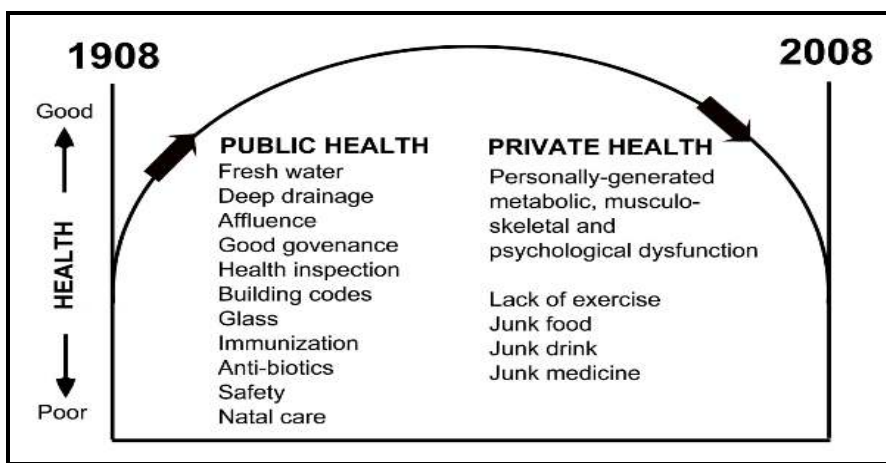 1908
2008
Good
HEALTH
Poor
PUBLIC HEALTH
Fresh water
Deep drainage
Affluence
Good govenance
Health inspection
Building codes
Glass
Immunization
Anti-biotics
Safety
Natal care
PRIVATE HEALTH
Personally-generated
metabolic, musculo-
skeletal and
psychological dysfunction
Lack of exercise
Junk food
Junk drink
Junk medicine